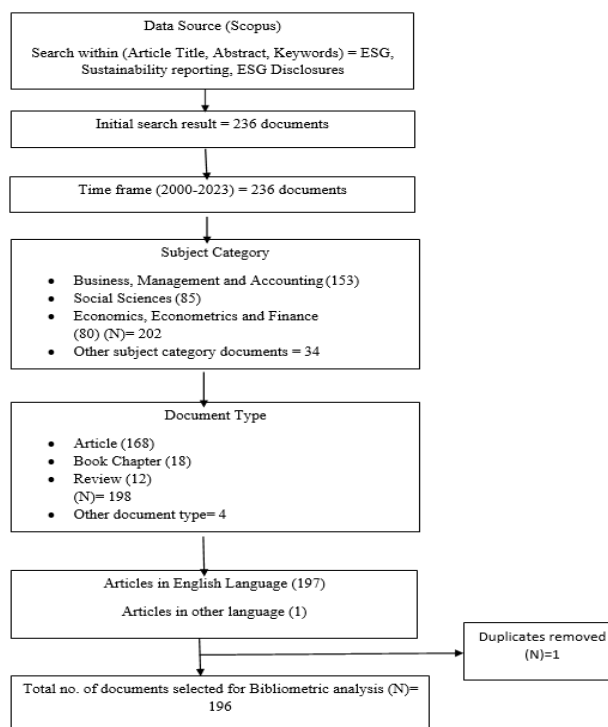 Data Source (Scopus)
Search within (Article Title, Abstract, Keywords) = ESG,
Sustainability reporting, ESG Disclosures
Initial search result = 236 documents
Time frame (2000-2023) = 236 documents
Subject Category
• Business, Management and Accounting (153)
• Social Sciences (85)
• Economics, Econometrics and Finance
(80) (N)= 202
• Other subject category documents = 34
Document Type
• Article (168)
• Book Chapter (18)
• Review (12)
(N)= 198
• Other document type= 4
Articles in English Language (197)
Articles in other language (1)
Duplicates removed
(N)=1
Total no. of documents selected for Bibliometric analysis (N)=
196